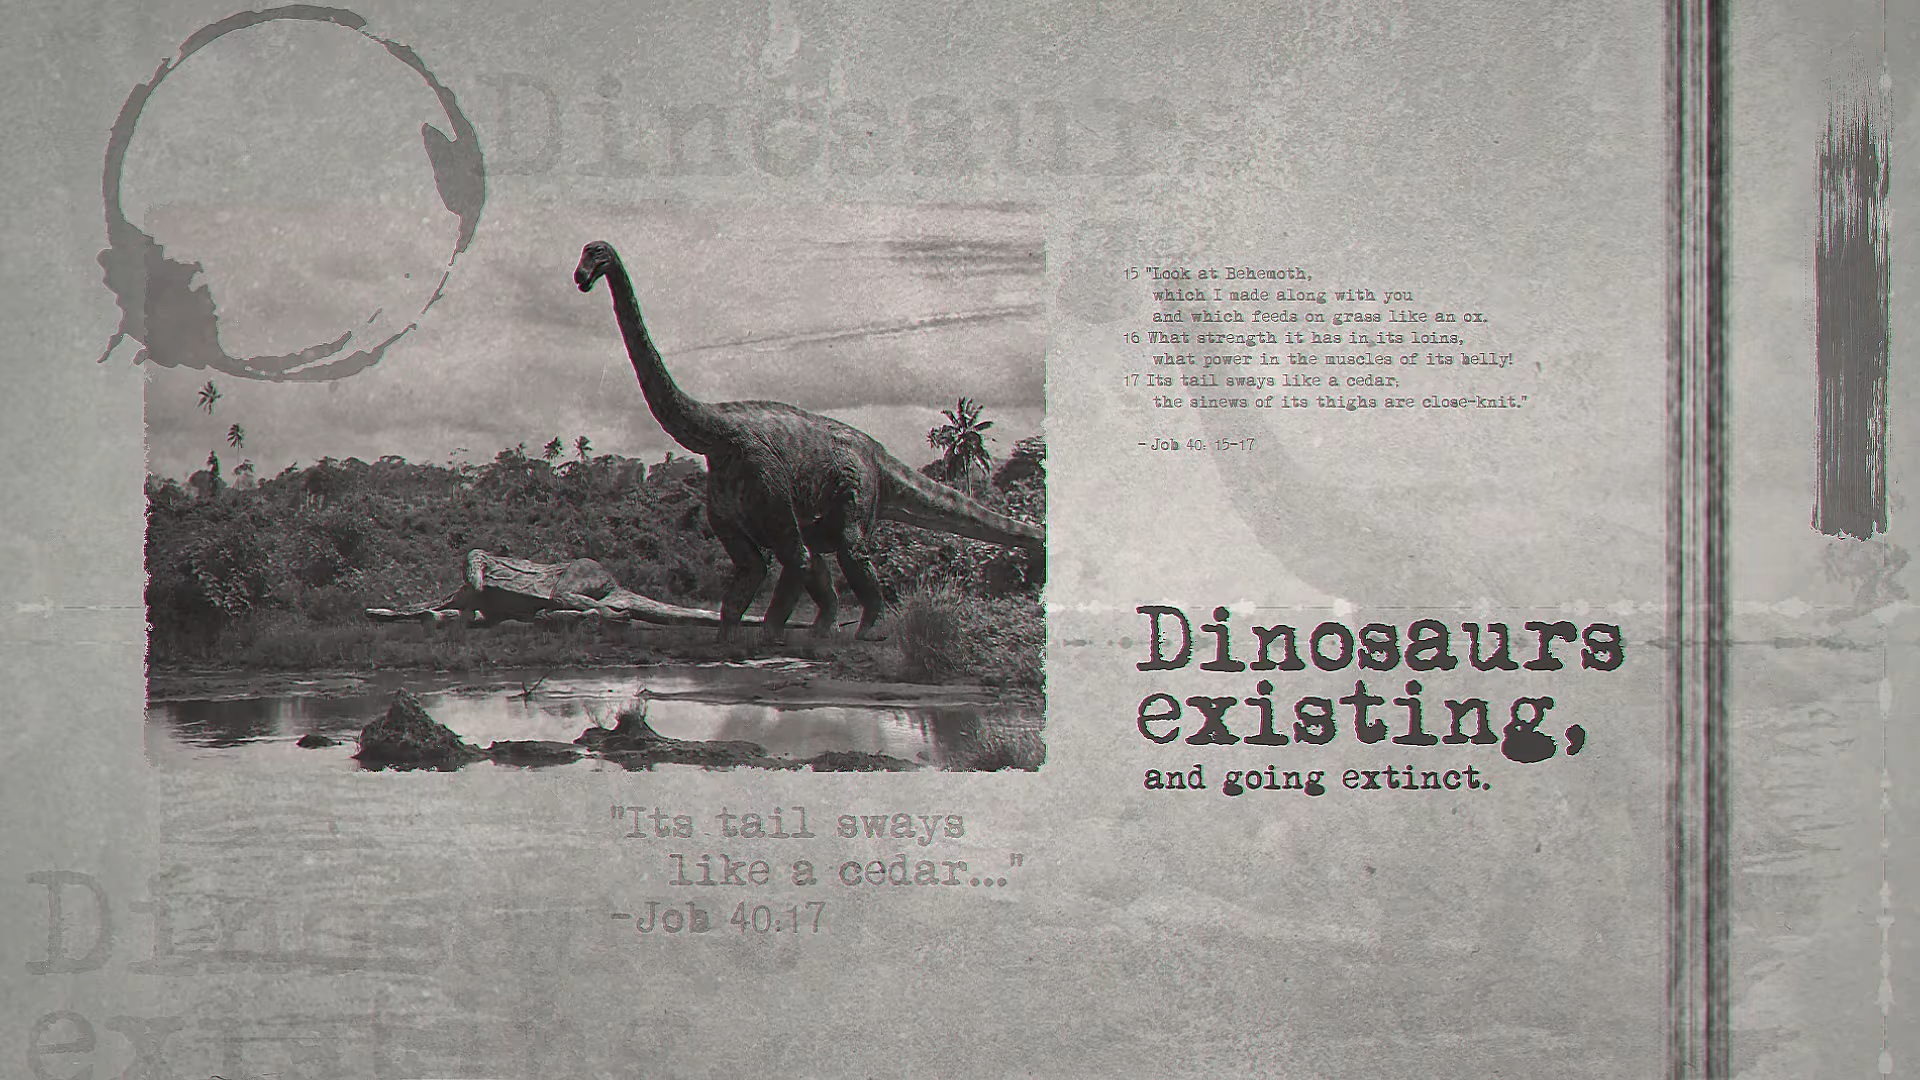 Dinosaur
15 "Look at Behemoth,
which I made along with you
and which feeds on grass like an ox.
16 What strength it has in its loins,
what power in the muscles of its belly!
17 Its tail sways like a cedar;
the sinews of its thighs are close-knit."
- Job 40: 15-17
Dinosaurs
existing,
and going extinct.
"Its tail sways
like a cedar..."
-Job 40:17